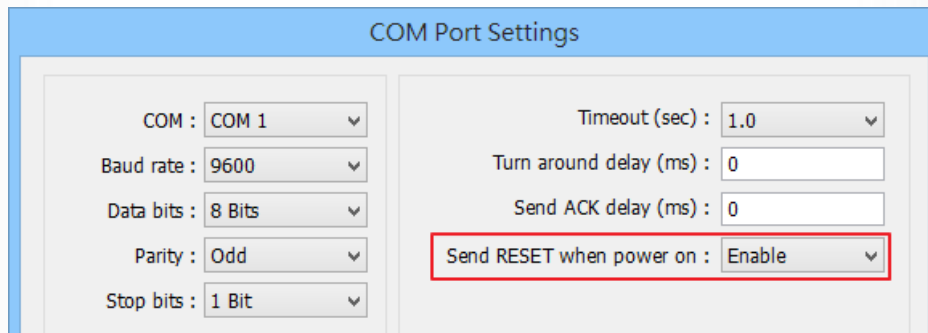 COM Port Settings
COM : COM 1
Baud rate : 9600
Data bits : 8 Bits
Parity : Odd
Stop bits : 1 Bit
Timeout (sec) : 1.0
Turn around delay (ms) : 0
Send ACK delay (ms) : 0
Send RESET when power on : Enable